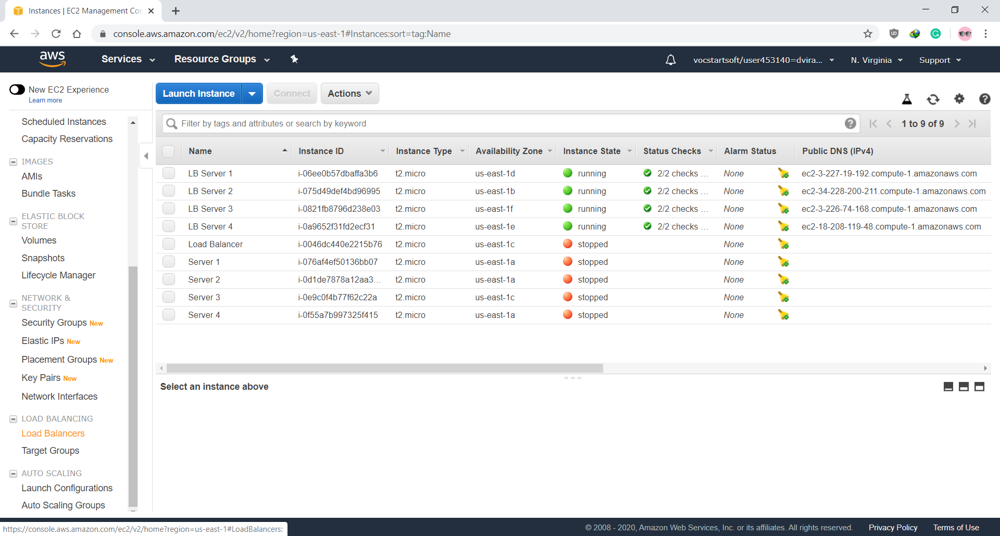 Instances | EC2 Management Con
console.aws.amazon.com/ec2/v2/home?region=us-east-1#Instances:sort=tag:Name
aws Services Resource Groups vocstartsoft/user453140=dvira... N. Virginia Support
New EC2 Experience
Learn more
Scheduled Instances
Capacity Reservations
IMAGES
AMIs
Bundle Tasks
ELASTIC BLOCK
STORE
Volumes
Snapshots
Lifecycle Manager
NETWORK &
SECURITY
Security Groups New
Elastic IPs New
Placement Groups New
Key Pairs New
Network Interfaces
LOAD BALANCING
Load Balancers
Target Groups
AUTO SCALING
Launch Configurations
Auto Scaling Groups
Launch Instance Connect Actions
Filter by tags and attributes or search by keyword 1 to 9 of 9
Name Instance ID Instance Type Availability Zone Instance State Status Checks Alarm Status Public DNS (IPv4)
LB Server 1 i-06ee0b57dbaffa3b6 t2.micro us-east-1d running 2/2 checks ... None ec2-3-227-19-192.compute-1.amazonaws.com
LB Server 2 i-075d49def4bd96995 t2.micro us-east-1b running 2/2 checks ... None ec2-34-228-200-211.compute-1.amazonaws.com
LB Server 3 i-0821fb8796d238e03 t2.micro us-east-1f running 2/2 checks ... None ec2-3-226-74-168.compute-1.amazonaws.com
LB Server 4 i-0a9652f31fd2ecf31 t2.micro us-east-1e running 2/2 checks ... None ec2-18-208-119-48.compute-1.amazonaws.com
Load Balancer i-0046dc440e2215b76 t2.micro us-east-1c stopped None
Server 1 i-076af4ef50136bb07 t2.micro us-east-1a stopped None
Server 2 i-0d1de7878a12aa3... t2.micro us-east-1a stopped None
Server 3 i-0e9c0f4b77f62c22a t2.micro us-east-1c stopped None
Server 4 i-0f55a7b997325f415 t2.micro us-east-1a stopped None
Select an instance above
https://console.aws.amazon.com/ec2/v2/home?region=us-east-1#LoadBalancers:
© 2008 - 2020, Amazon Web Services, Inc. or its affiliates. All rights reserved. Privacy Policy Terms of Use